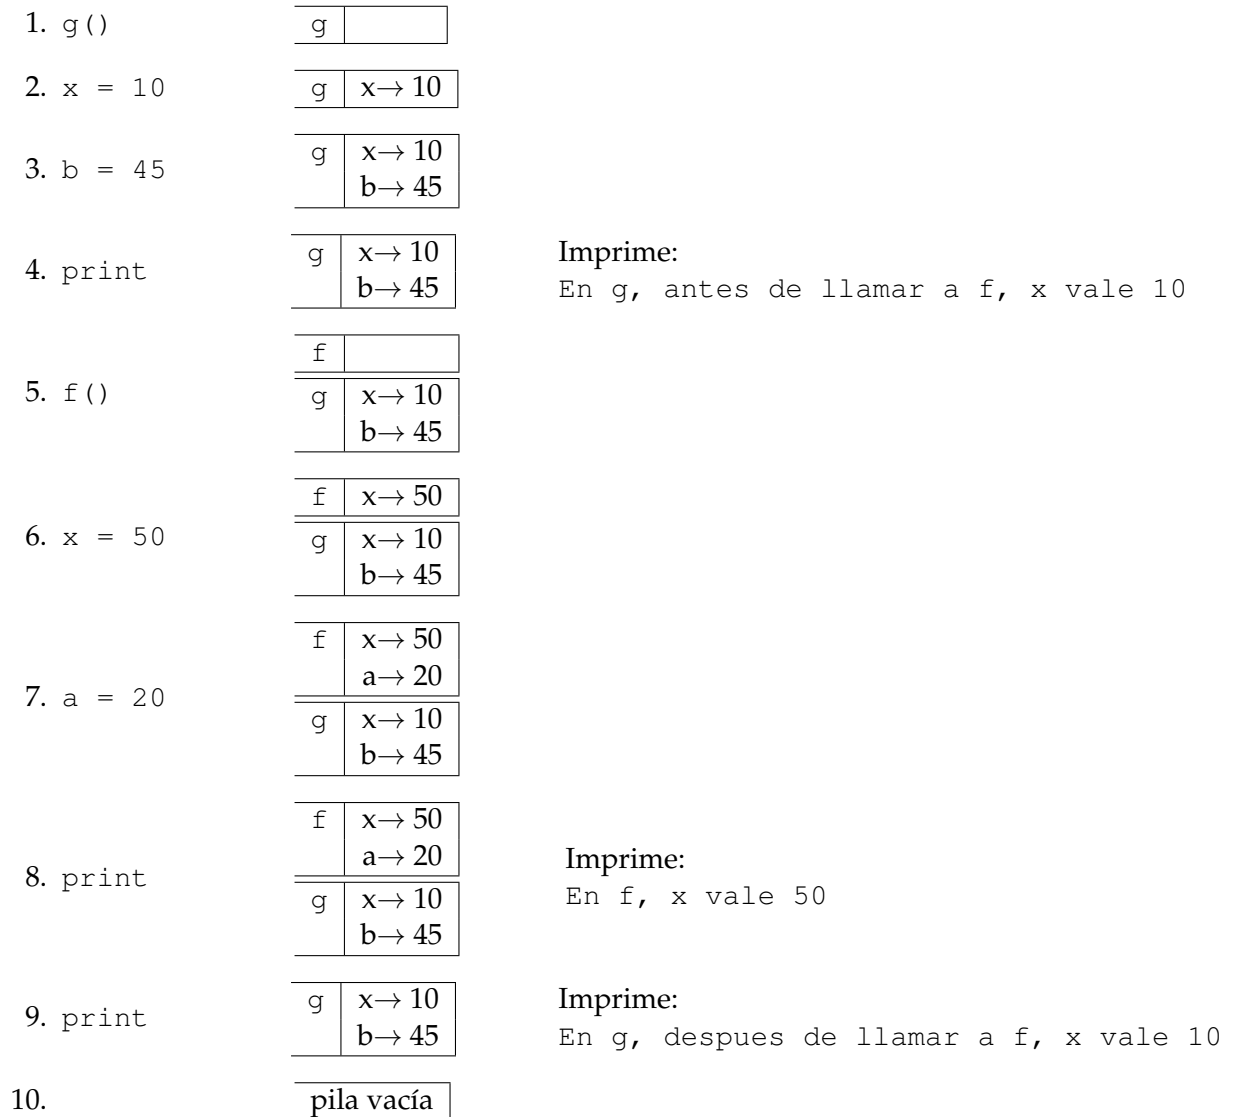 1. g() g
2. x = 10 g x→ 10
3. b = 45 g x→ 10
b→ 45
4. print g x→ 10
b→ 45
Imprime:
En g, antes de llamar a f, x vale 10
5. f() f
g x→ 10
b→ 45
6. x = 50 f x→ 50
g x→ 10
b→ 45
7. a = 20 f x→ 50
a→ 20
g x→ 10
b→ 45
8. print f x→ 50
a→ 20
g x→ 10
b→ 45
Imprime:
En f, x vale 50
9. print g x→ 10
b→ 45
Imprime:
En g, despues de llamar a f, x vale 10
10. pila vacía